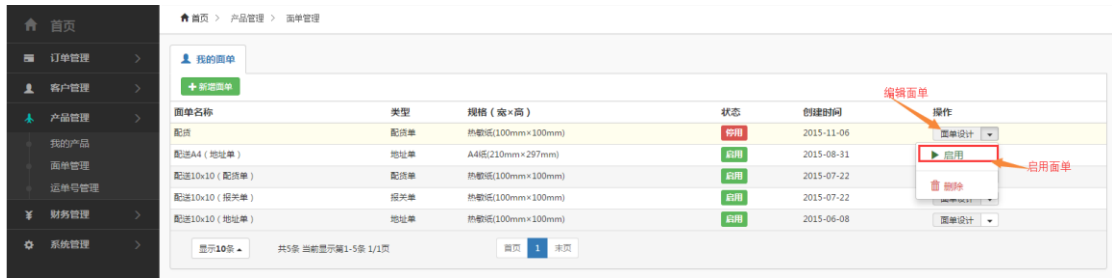 首页
订单管理
客户管理
产品管理
我的产品
面单管理
运单号管理
财务管理
系统管理
首页 > 产品管理 > 面单管理
我的面单
新增面单
编辑面单
面单名称 类型 规格(宽×高) 状态 创建时间 操作
配货 配货单 热敏纸(100mm×100mm) 停用 2015-11-06 面单设计
配送A4(地址单) 地址单 A4纸(210mm×297mm) 启用 2015-08-31
启用
启用面单
配送10x10(配货单) 配货单 热敏纸(100mm×100mm) 启用 2015-07-22
删除
配送10x10(报关单) 报关单 热敏纸(100mm×100mm) 启用 2015-07-22 面单设计
配送10x10(地址单) 地址单 热敏纸(100mm×100mm) 启用 2015-06-08 面单设计
显示10条 共5条 当前显示第1-5条 1/1页 首页 1 末页